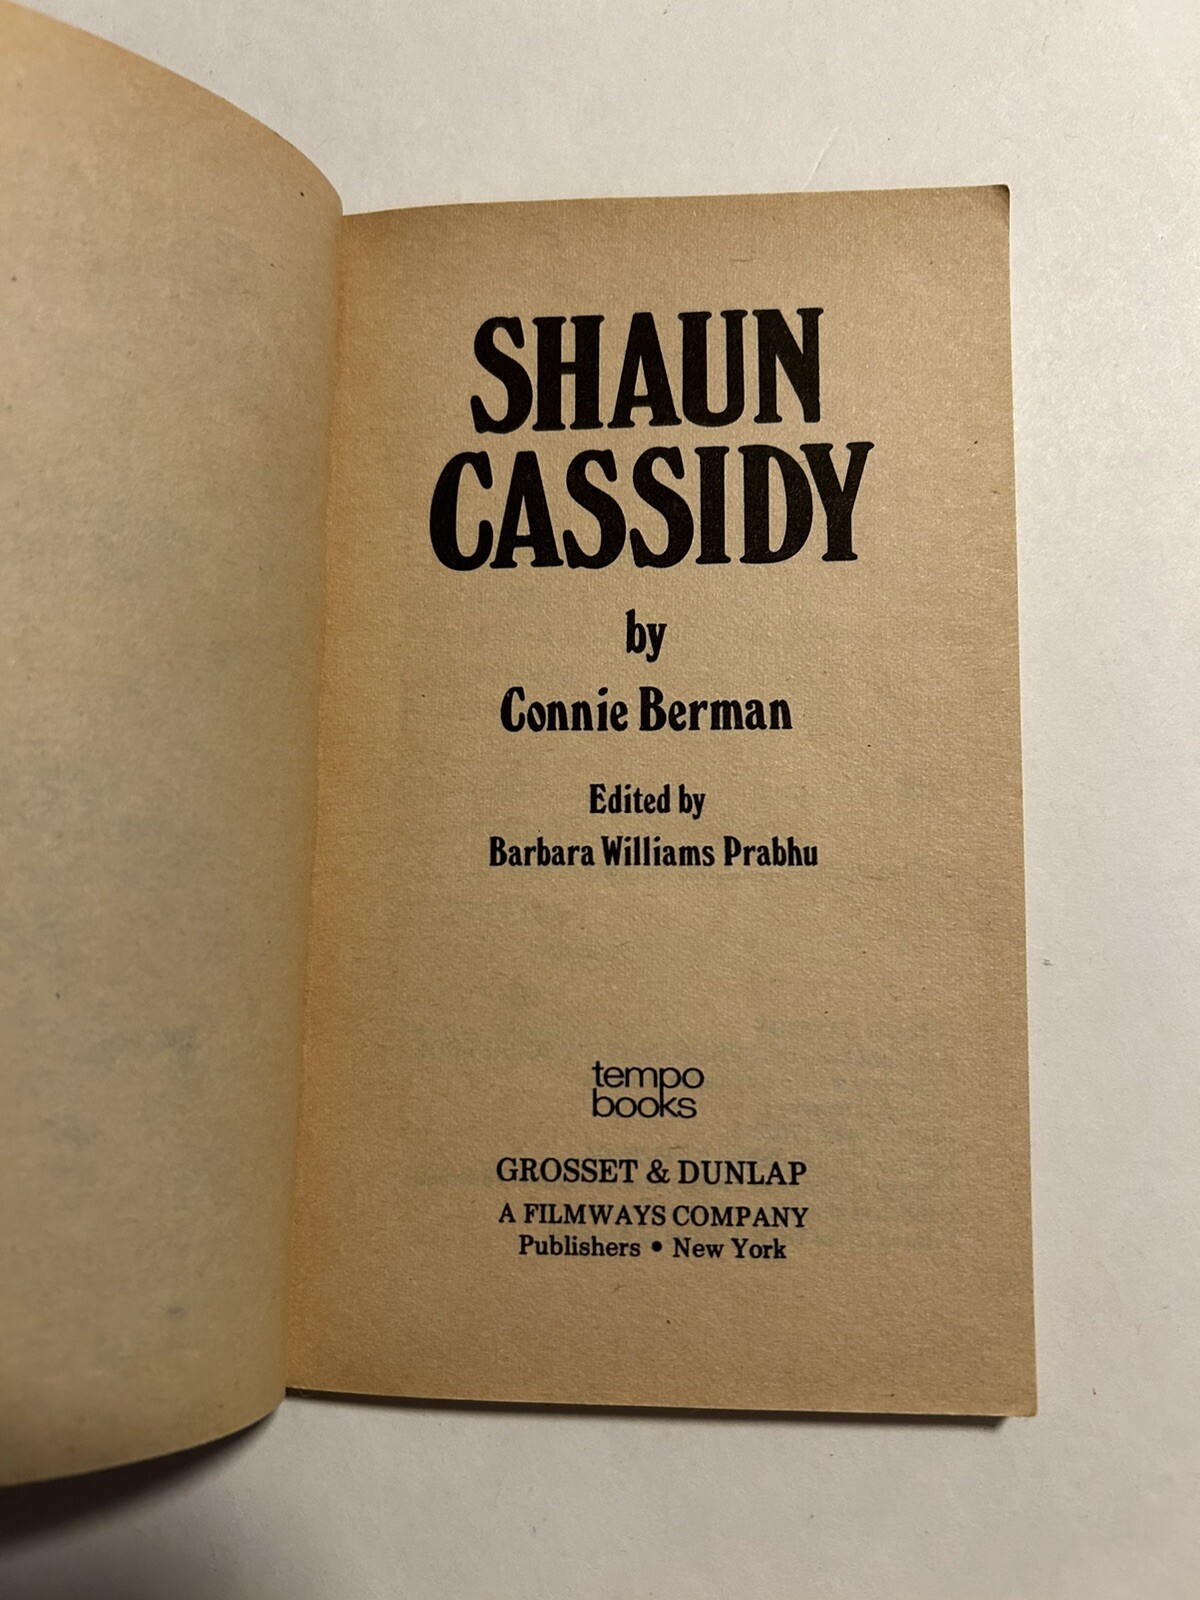 SHAUN
CASSIDY
by
Connie Berman
Edited by
Barbara Williams Prabhu
tempo
books
GROSSET & DUNLAP
A FILMWAYS COMPANY
Publishers • New York